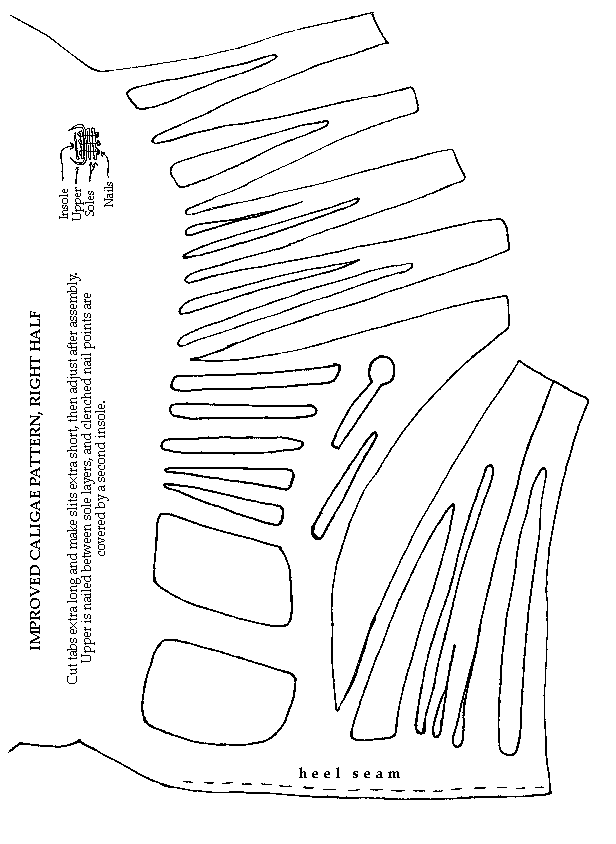 IMPROVED CALIGAE PATTERN, RIGHT HALF
Cut tabs extra long and make slits extra short, then adjust after assembly.
Upper is nailed between sole layers, and clenched nail points are
covered by a second insole.
Insole
Upper
Soles
Nails
heel seam